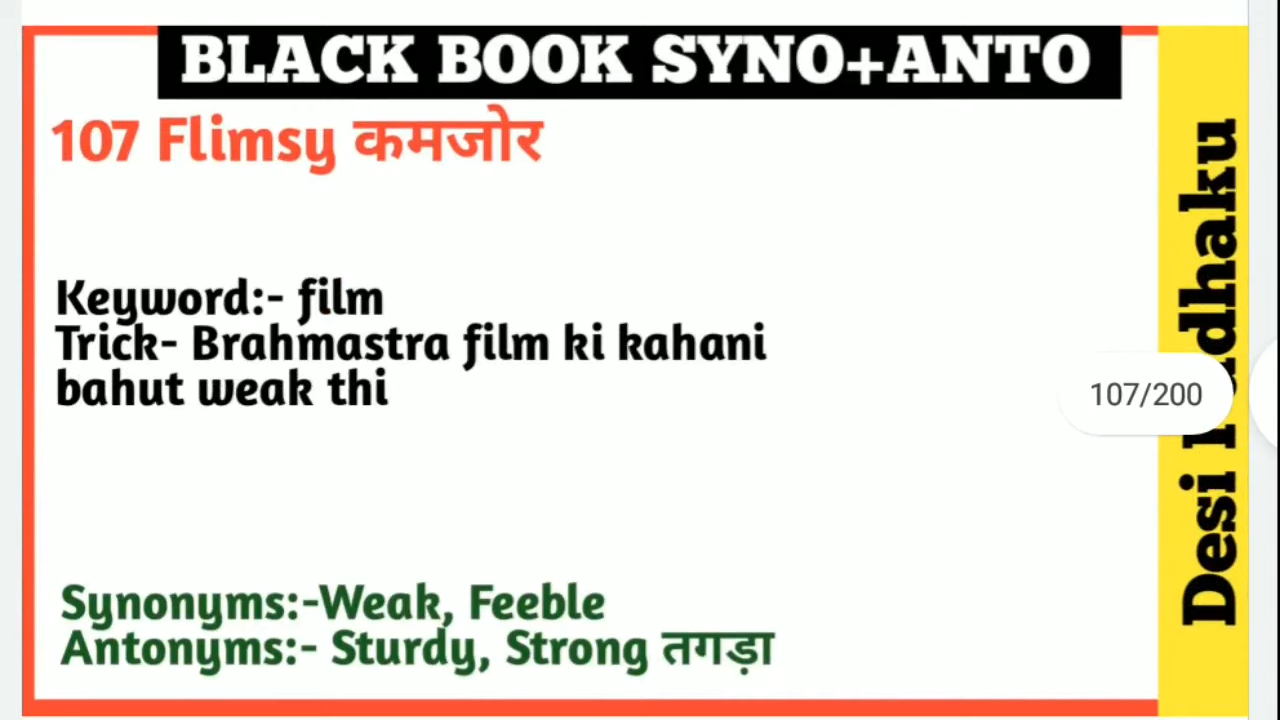 BLACK BOOK SYNO+ANTO
107 Flimsy कमजोर
Keyword:- film
Trick- Brahmastra film ki kahani
bahut weak thi
107/200
Synonyms:-Weak, Feeble
Antonyms:- Sturdy, Strong तगड़ा
Desi